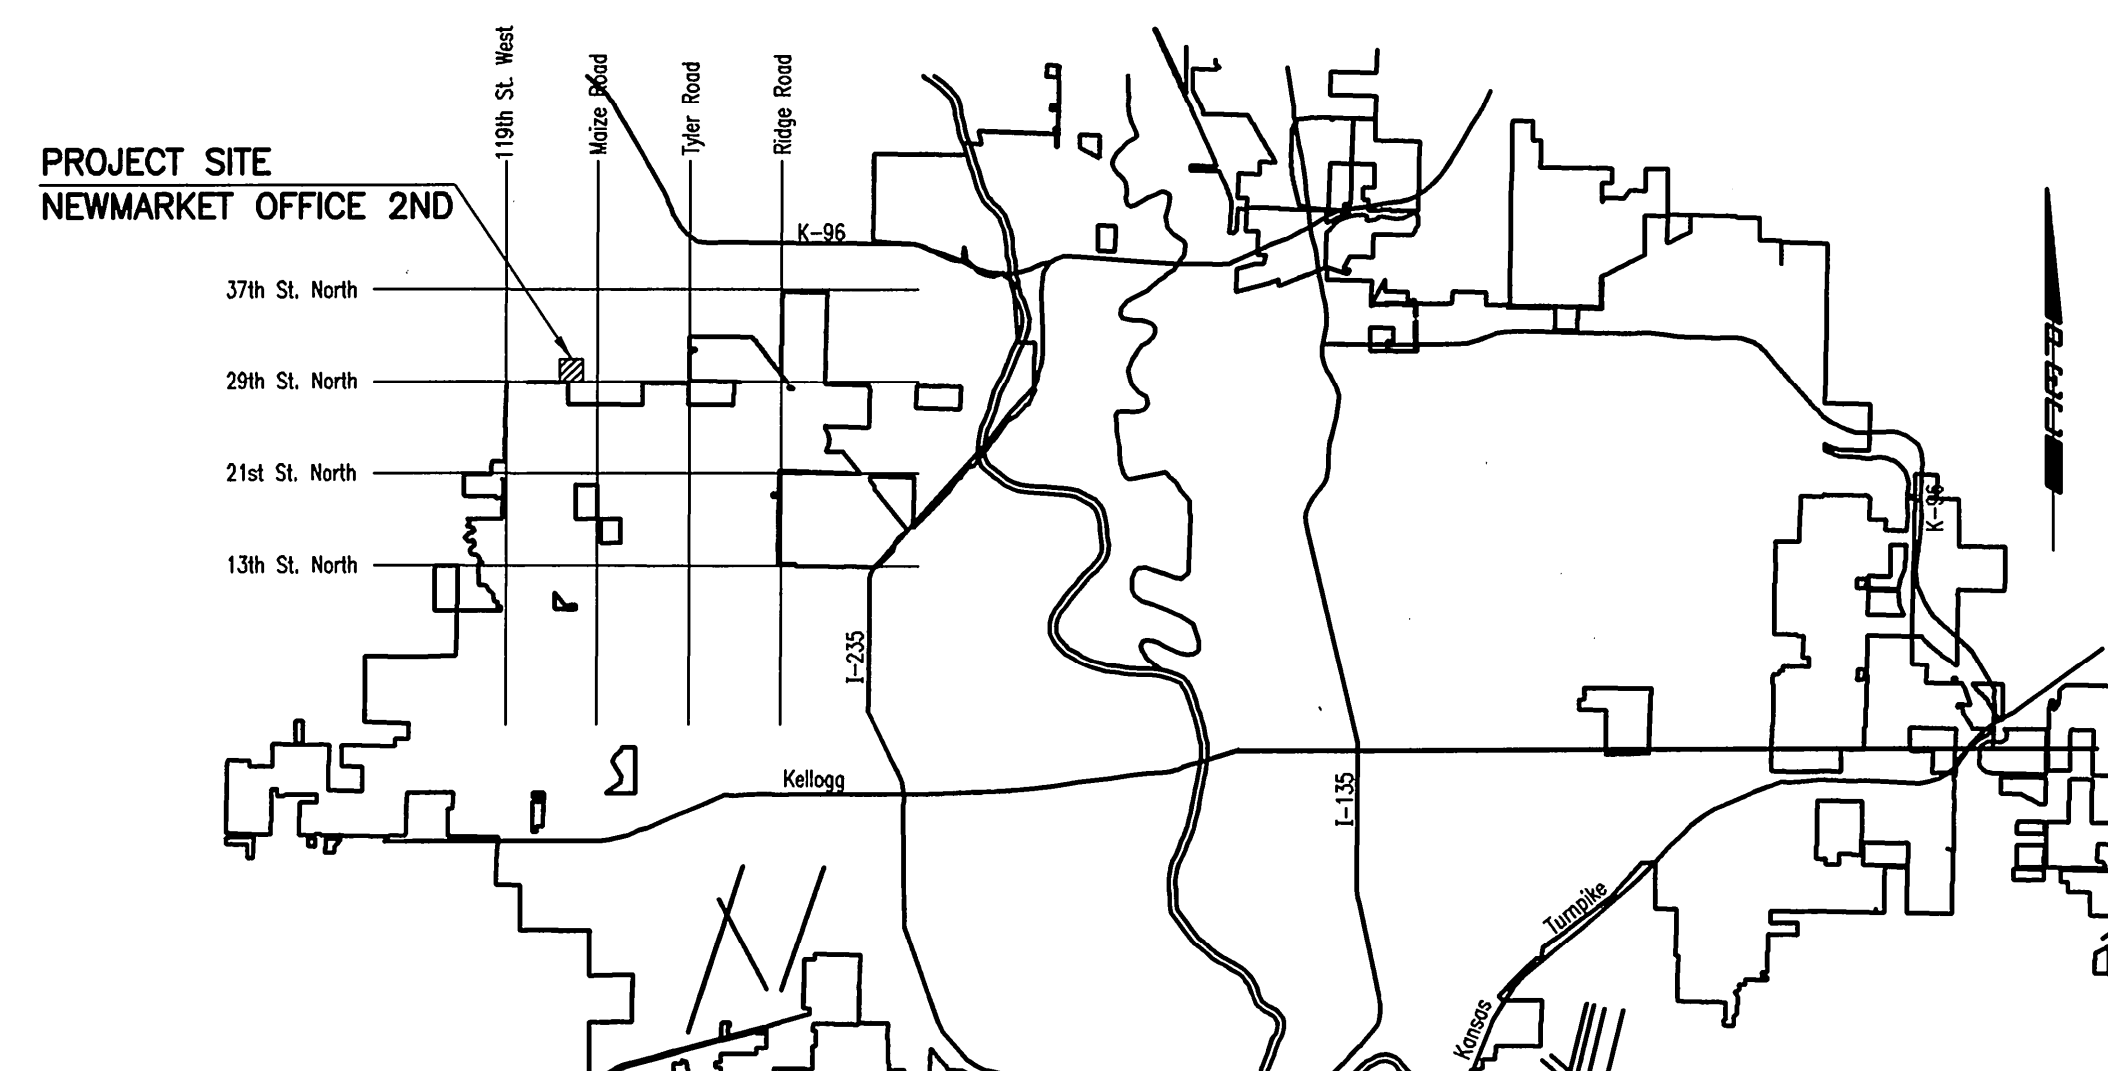 119th St. West
Maize Road
Tyler Road
Ridge Road
PROJECT SITE
NEWMARKET OFFICE 2ND
K-96
37th St. North
29th St. North
21st St. North
13th St. North
K-96
I-235
Kellogg
I-135
Turnpike
Kansas